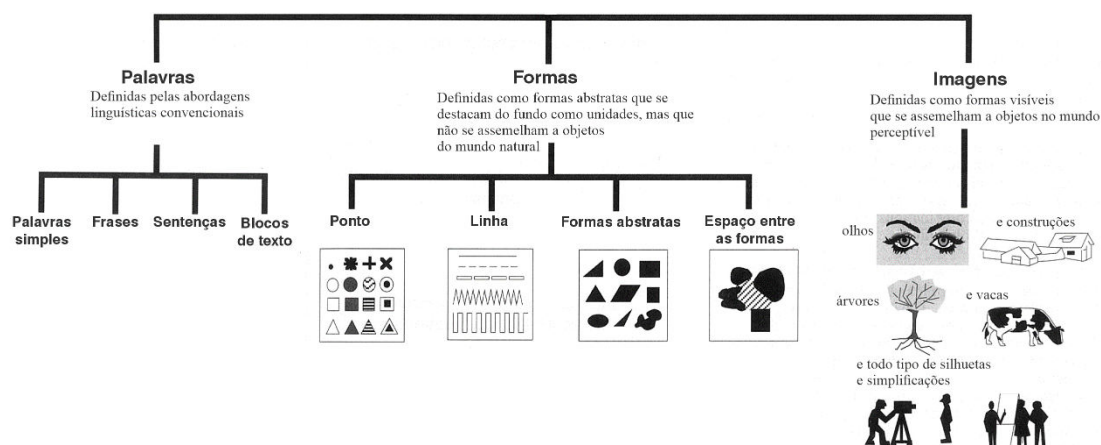 Palavras
Definidas pelas abordagens
linguísticas convencionais
Palavras
simples
Frases
Sentenças
Blocos
de texto
Formas
Definidas como formas abstratas que se
destacam do fundo como unidades, mas que
não se assemelham a objetos
do mundo natural
Ponto
Linha
Formas abstratas
Espaço entre
as formas
Imagens
Definidas como formas visíveis
que se assemelham a objetos no mundo
perceptível
olhos
e construções
árvores
e vacas
e todo tipo de silhuetas
e simplificações